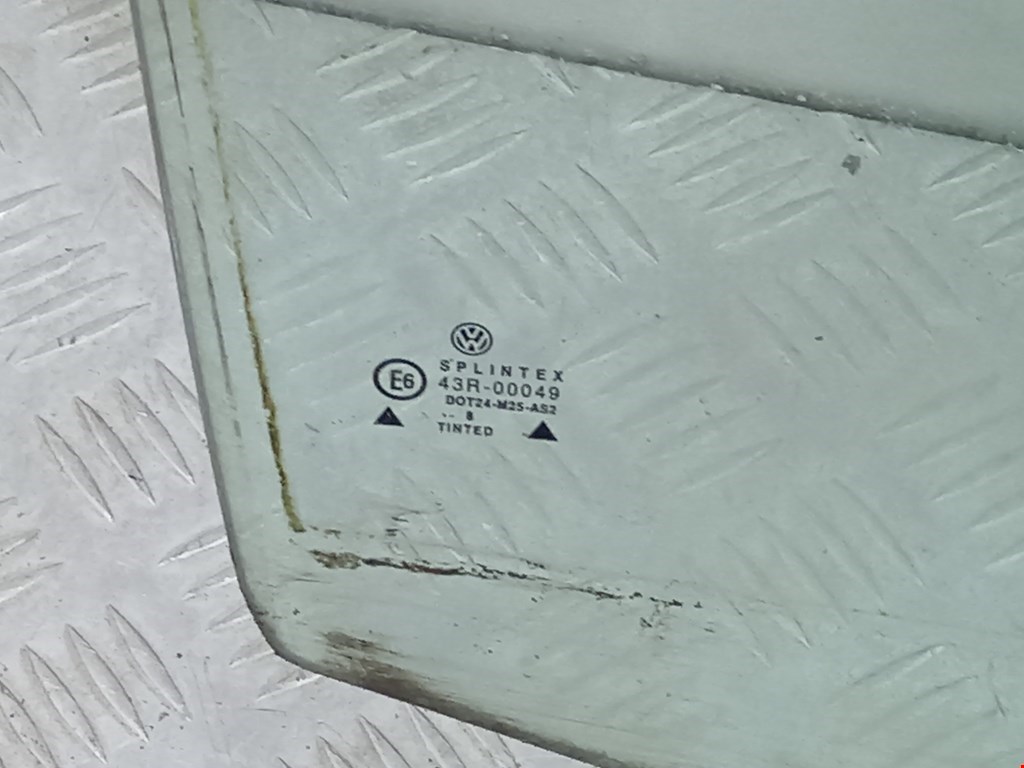 SPLINTEX
E6 43R-00049
DOT24-M25-AS2
.. 8
TINTED